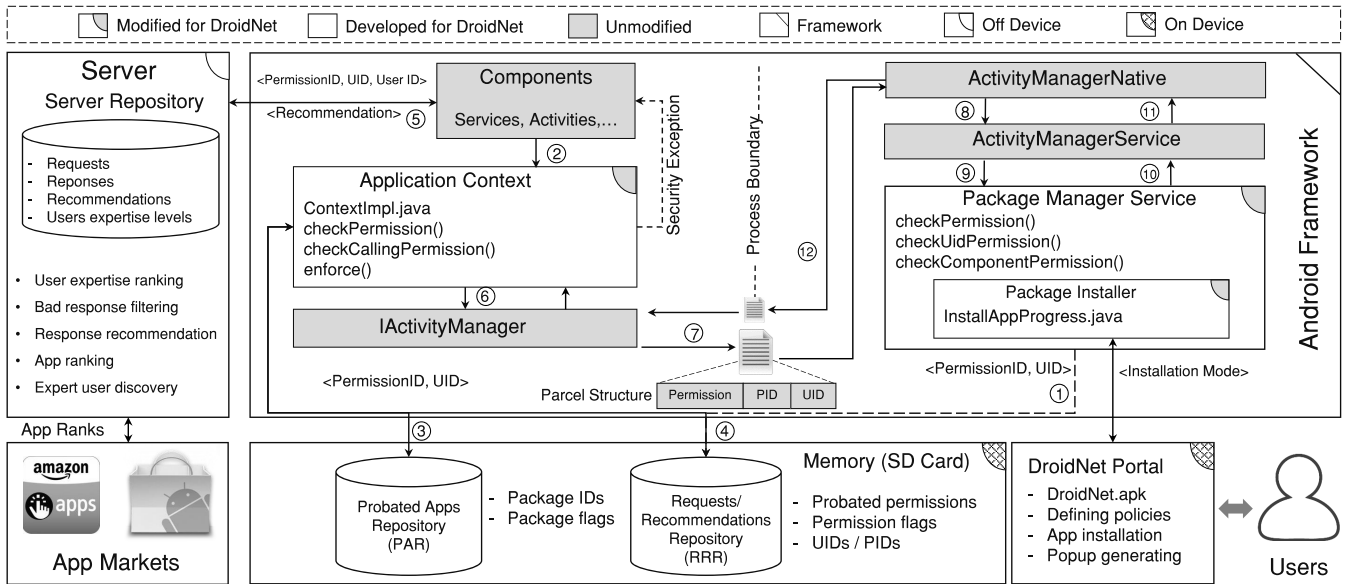 Modified for DroidNet
Developed for DroidNet
Unmodified
Framework
Off Device
On Device
Server
Server Repository
- Requests
- Reponses
- Recommendations
- Users expertise levels
• User expertise ranking
• Bad response filtering
• Response recommendation
• App ranking
• Expert user discovery
App Ranks
amazon
apps
App Markets
<PermissionID, UID, User ID>
<Recommendation>
5
Components
Services, Activities,...
2
Security Exception
Application Context
ContextImpl.java
checkPermission()
checkCallingPermission()
enforce()
6
IActivityManager
7
<PermissionID, UID>
Process Boundary
12
Parcel Structure
Permission
PID
UID
ActivityManagerNative
8
11
ActivityManagerService
9
10
Package Manager Service
checkPermission()
checkUidPermission()
checkComponentPermission()
Package Installer
InstallAppProgress.java
<PermissionID, UID>
1
<Installation Mode>
Android Framework
3
4
Probated Apps
Repository
(PAR)
- Package IDs
- Package flags
Requests/
Recommendations
Repository
(RRR)
Memory (SD Card)
- Probated permissions
- Permission flags
- UIDs / PIDs
DroidNet Portal
- DroidNet.apk
- Defining policies
- App installation
- Popup generating
Users